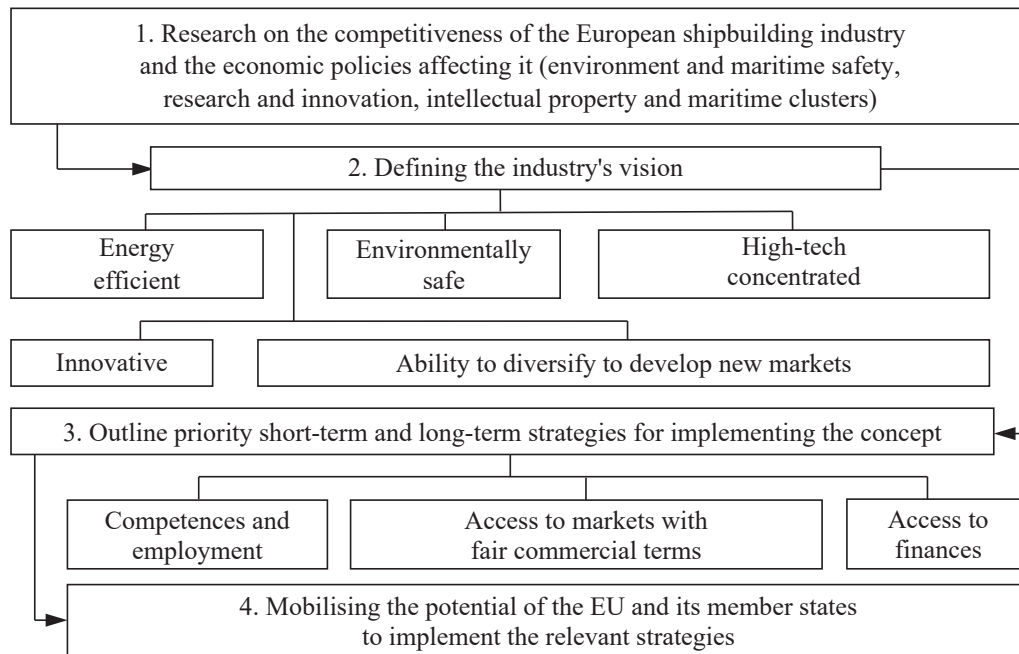 1. Research on the competitiveness of the European shipbuilding industry
and the economic policies affecting it (environment and maritime safety,
research and innovation, intellectual property and maritime clusters)
2. Defining the industry's vision
Energy
efficient
Environmentally
safe
High-tech
concentrated
Innovative
Ability to diversify to develop new markets
3. Outline priority short-term and long-term strategies for implementing the concept
Competences and
employment
Access to markets with
fair commercial terms
Access to
finances
4. Mobilising the potential of the EU and its member states
to implement the relevant strategies